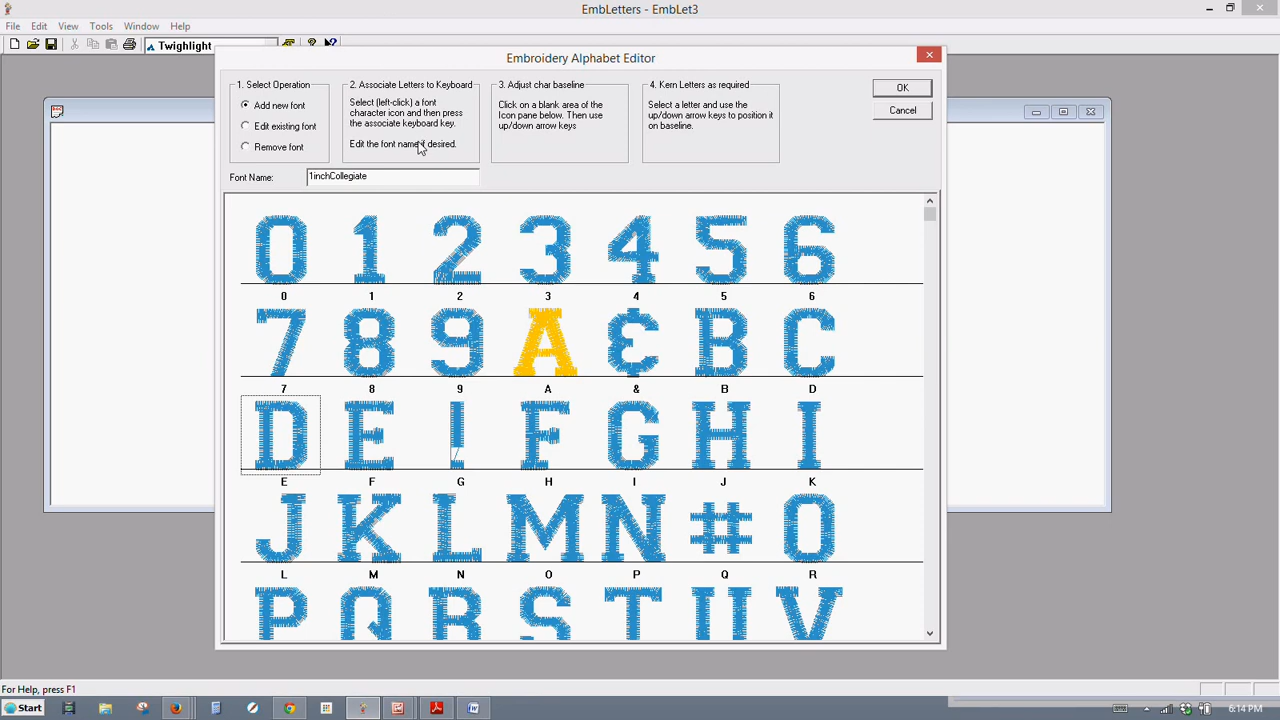 EmbLetters - EmbLet3
File Edit View Tools Window Help
Twighlight
Embroidery Alphabet Editor
1. Select Operation
Add new font
Edit existing font
Remove font
2. Associate Letters to Keyboard
Select (left-click) a font
character icon and then press
the associate keyboard key.
Edit the font name if desired.
3. Adjust char baseline
Click on a blank area of the
Icon pane below. Then use
up/down arrow keys
4. Kern Letters as required
Select a letter and use the
up/down arrow keys to position it
on baseline.
OK
Cancel
Font Name: 1inchCollegiate
0 1 2 3 4 5 6
0 1 2 3 4 5 6
7 8 9 A & B C
7 8 9 A & B D
D E ! F G H I
E F G H I J K
J K L M N # O
L M N O P Q R
P Q R S T U V
For Help, press F1
Start
6:14 PM